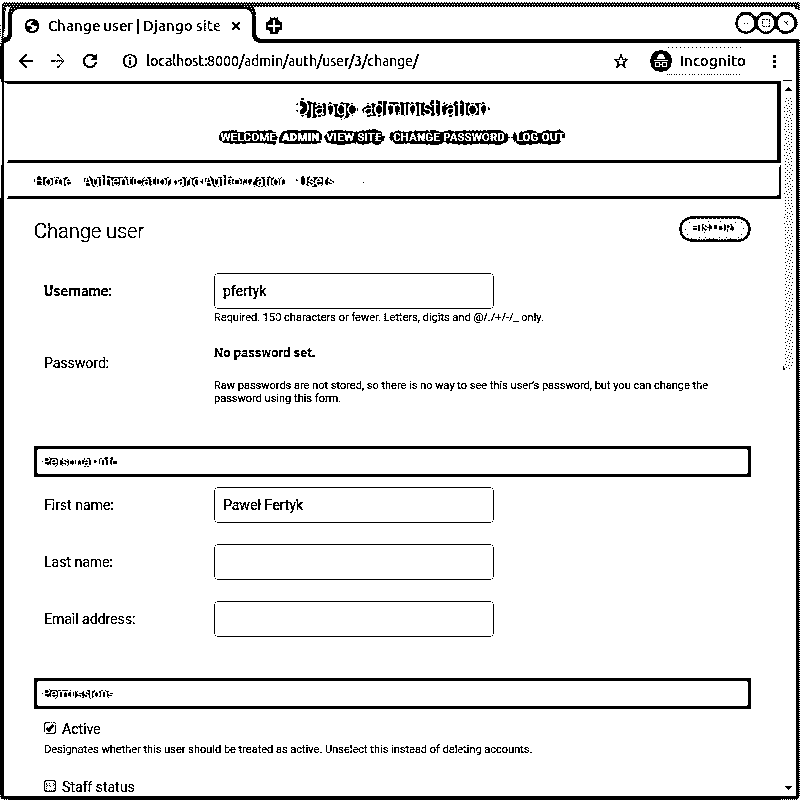 Change user | Django site
localhost:8000/admin/auth/user/3/change/
Incognito
Django administration
WELCOME, ADMIN VIEW SITE CHANGE PASSWORD LOG OUT
Home Authentication and Authorization Users
Change user
HISTORY
Username:
pfertyk
Required. 150 characters or fewer. Letters, digits and @/./+/-/_ only.
Password:
No password set.
Raw passwords are not stored, so there is no way to see this user's password, but you can change the
password using this form.
Personal info
First name:
Paweł Fertyk
Last name:
Email address:
Permissions
Active
Designates whether this user should be treated as active. Unselect this instead of deleting accounts.
Staff status